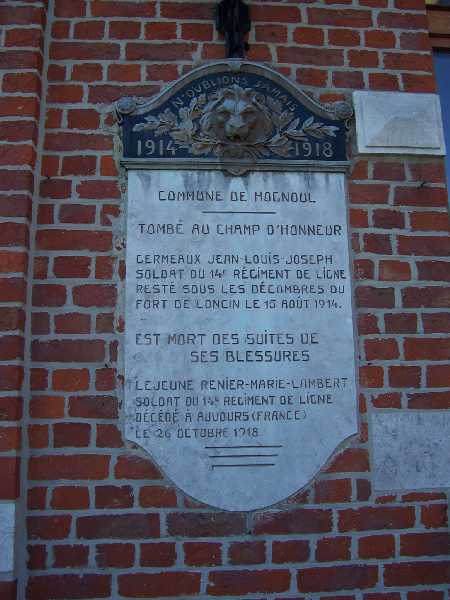 N'OUBLIONS JAMAIS
1914- -1918
COMMUNE DE HOGNOUL
TOMBÉ AU CHAMP D'HONNEUR
GERMEAUX JEAN-LOUIS-JOSEPH
SOLDAT DU 14E RÉGIMENT DE LIGNE
RESTÉ SOUS LES DÉCOMBRES DU
FORT DE LONCIN LE 15 AOÛT 1914.
EST MORT DES SUITES DE
SES BLESSURES
LEJEUNE RENIER-MARIE-LAMBERT
SOLDAT DU 14E REGIMENT DE LIGNE
DÉCÉDÉ À AUVOURS (FRANCE)
LE 26 OCTOBRE 1918.